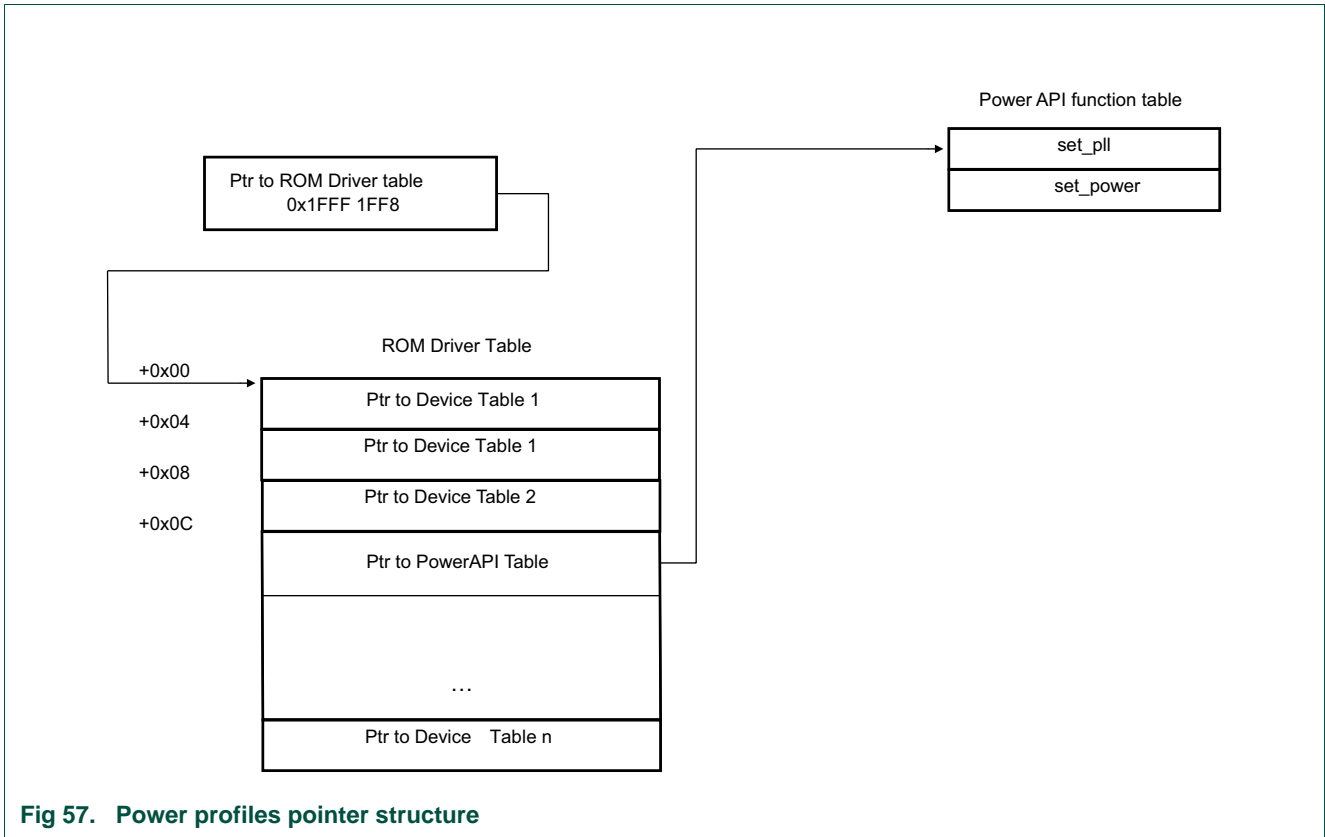 Power API function table
set_pll
set_power
Ptr to ROM Driver table
0x1FFF 1FF8
ROM Driver Table
+0x00
Ptr to Device Table 1
+0x04
Ptr to Device Table 1
+0x08
Ptr to Device Table 2
+0x0C
Ptr to PowerAPI Table
…
Ptr to Device Table n
Fig 57. Power profiles pointer structure